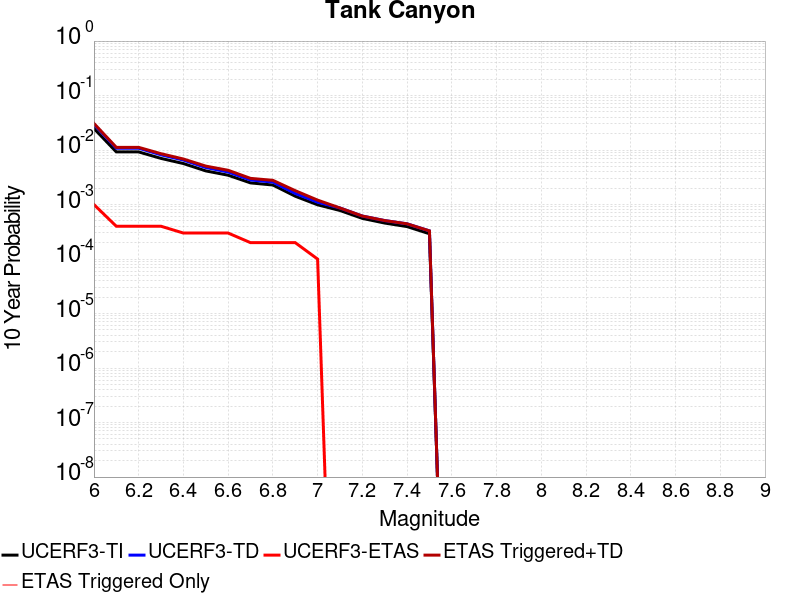 Tank Canyon
10 0
10 -1
10 -2
10 -3
10 -4
10 -5
10 -6
10 -7
10 -8
10 Year Probability
6 6.2 6.4 6.6 6.8 7 7.2 7.4 7.6 7.8 8 8.2 8.4 8.6 8.8 9
Magnitude
UCERF3-TI UCERF3-TD UCERF3-ETAS ETAS Triggered+TD
ETAS Triggered Only